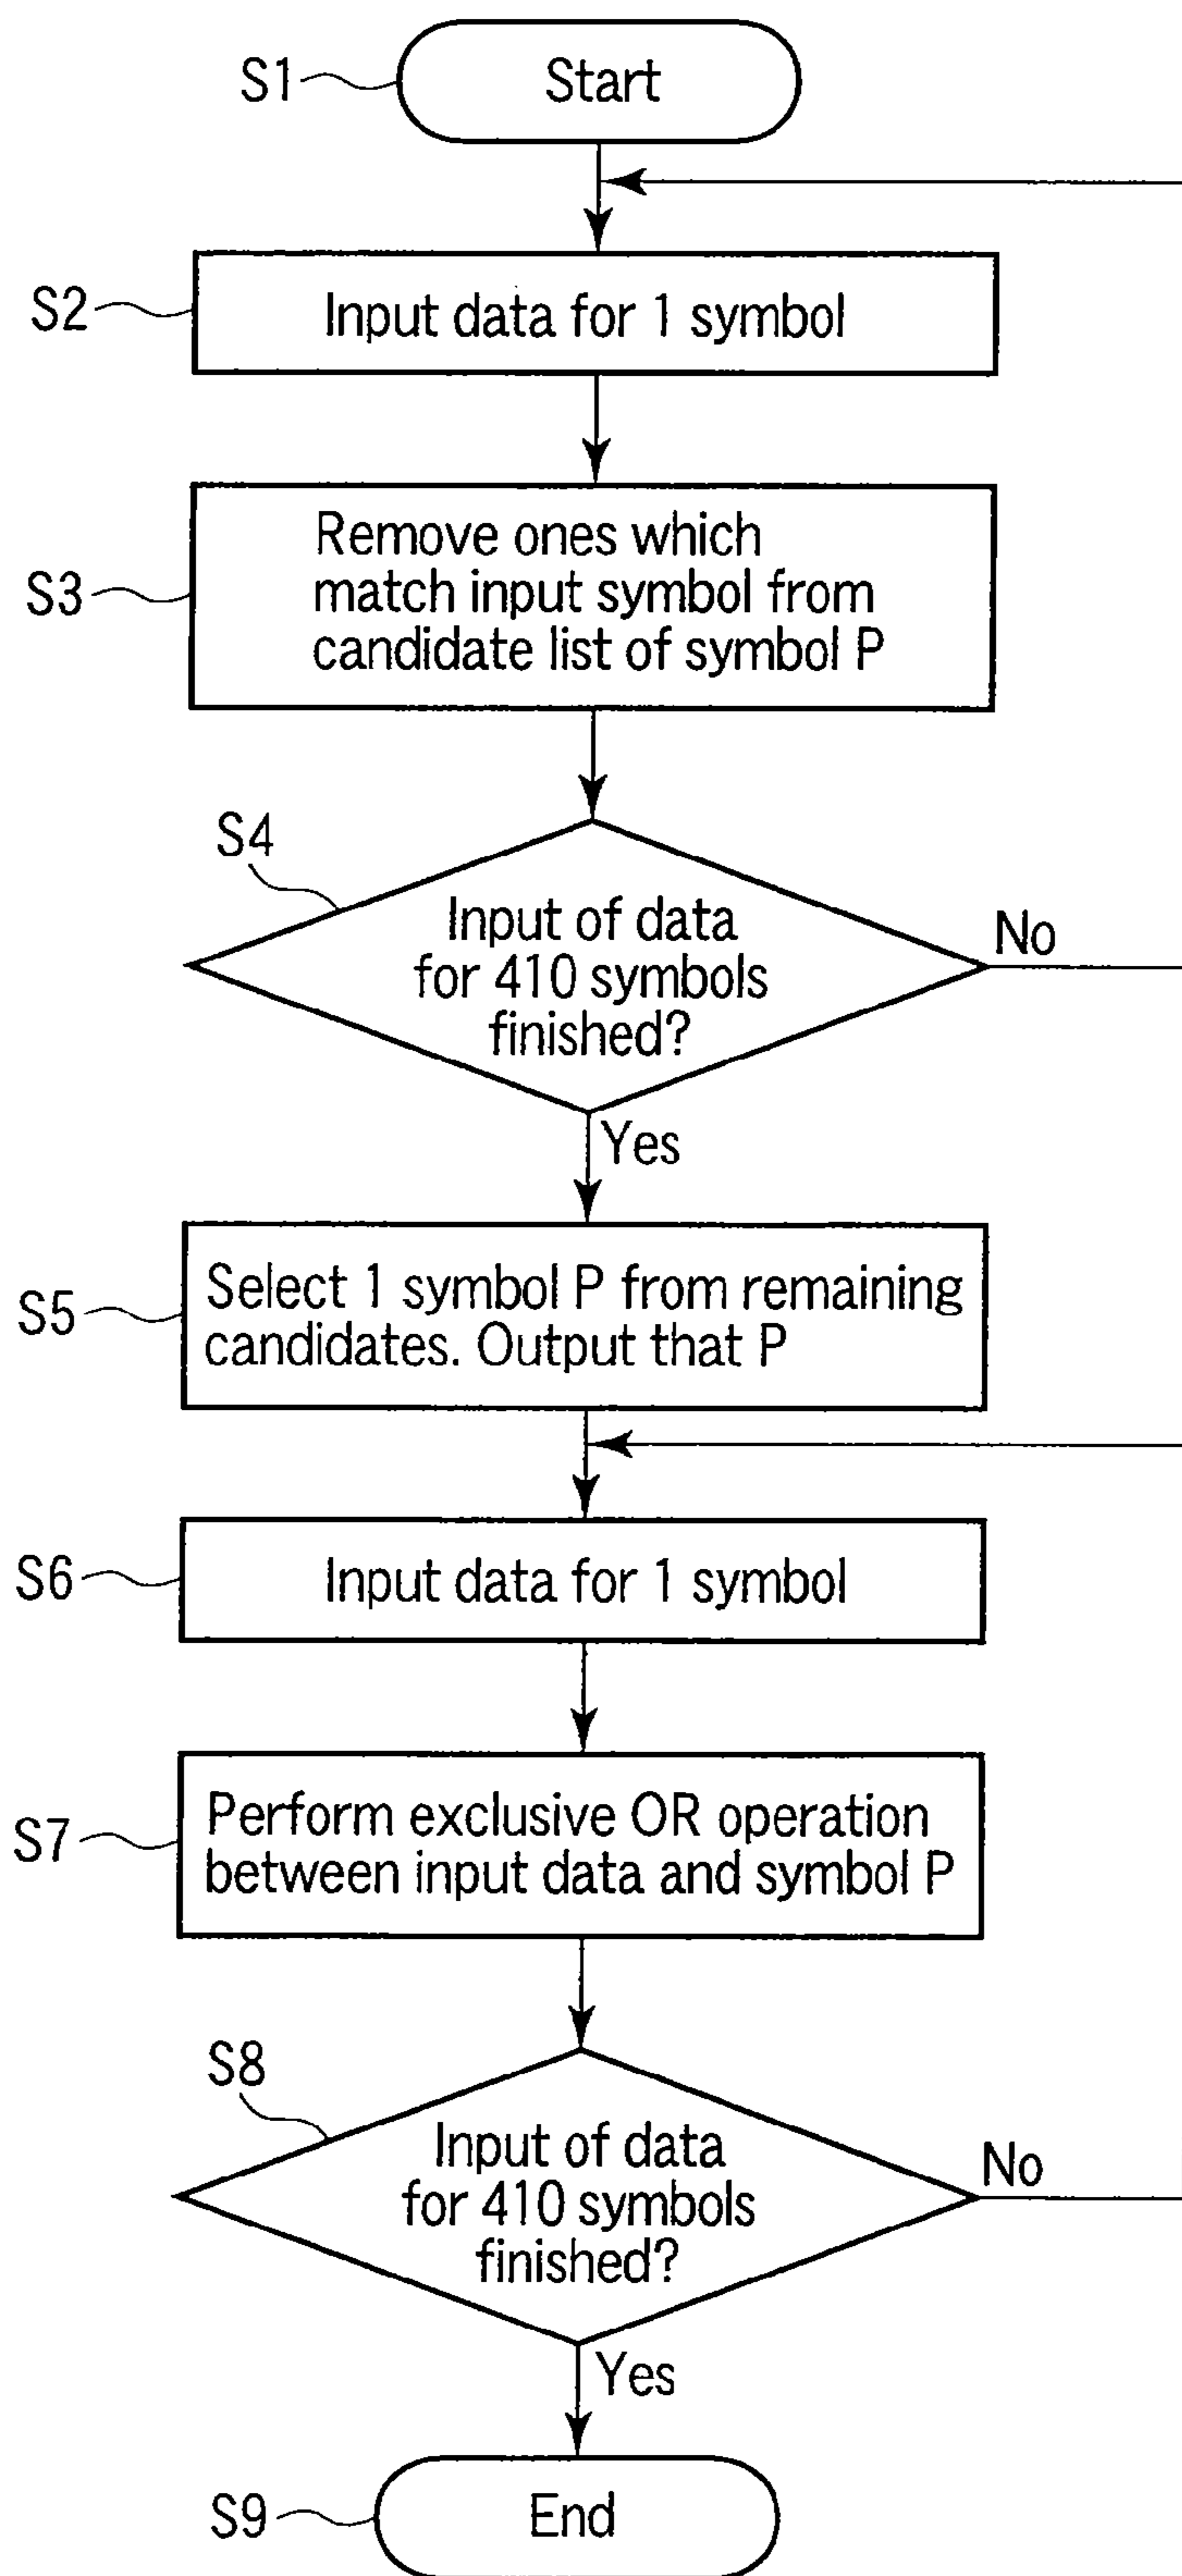 S1
Start
S2
Input data for 1 symbol
S3
Remove ones which
match input symbol from
candidate list of symbol P
S4
Input of data
for 410 symbols
finished?
No
Yes
S5
Select 1 symbol P from remaining
candidates. Output that P
S6
Input data for 1 symbol
S7
Perform exclusive OR operation
between input data and symbol P
S8
Input of data
for 410 symbols
finished?
No
Yes
S9
End